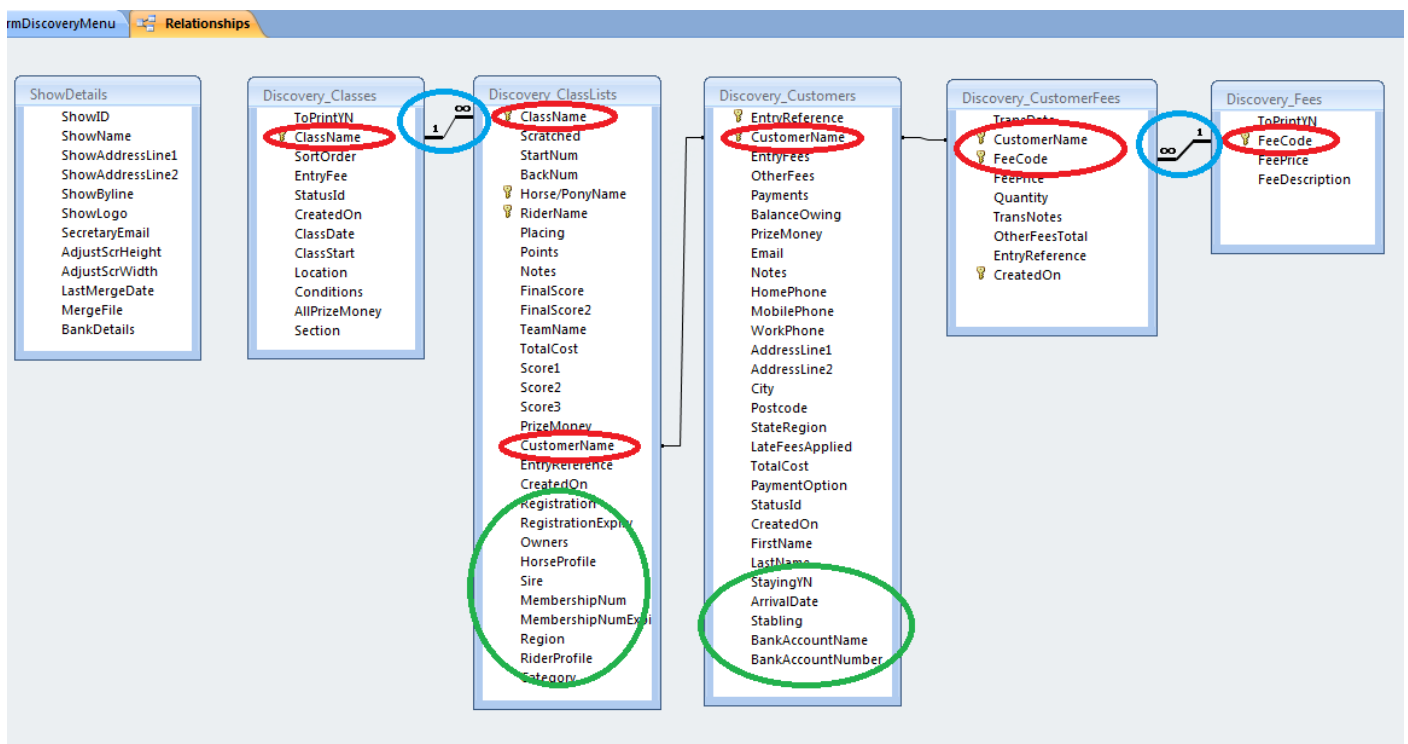 rmDiscoveryMenu
Relationships
ShowDetails
ShowID
ShowName
ShowAddressLine1
ShowAddressLine2
ShowByline
ShowLogo
SecretaryEmail
AdjustScrHeight
AdjustScrWidth
LastMergeDate
MergeFile
BankDetails
Discovery_Classes
ToPrintYN
ClassName
SortOrder
EntryFee
StatusId
CreatedOn
ClassDate
ClassStart
Location
Conditions
AllPrizeMoney
Section
1
∞
Discovery_ClassLists
ClassName
Scratched
StartNum
BackNum
Horse/PonyName
RiderName
Placing
Points
Notes
FinalScore
FinalScore2
TeamName
TotalCost
Score1
Score2
Score3
PrizeMoney
CustomerName
EntryReference
CreatedOn
Registration
RegistrationExpiry
Owners
HorseProfile
Sire
MembershipNum
MembershipNumExpi
Region
RiderProfile
Category
Discovery_Customers
EntryReference
CustomerName
EntryFees
OtherFees
Payments
BalanceOwing
PrizeMoney
Email
Notes
HomePhone
MobilePhone
WorkPhone
AddressLine1
AddressLine2
City
Postcode
StateRegion
LateFeesApplied
TotalCost
PaymentOption
StatusId
CreatedOn
FirstName
LastName
StayingYN
ArrivalDate
Stabling
BankAccountName
BankAccountNumber
Discovery_CustomerFees
TransDate
CustomerName
FeeCode
FeePrice
Quantity
TransNotes
OtherFeesTotal
EntryReference
CreatedOn
∞
1
Discovery_Fees
ToPrintYN
FeeCode
FeePrice
FeeDescription